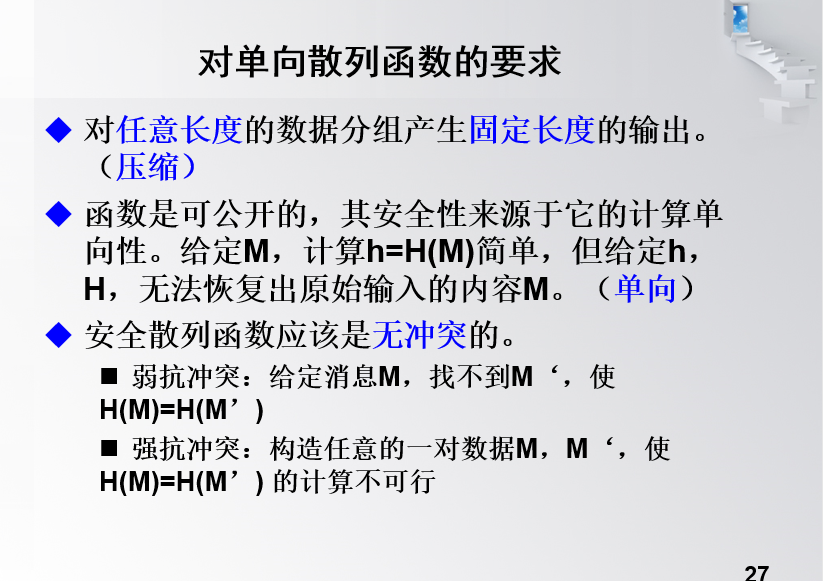 对单向散列函数的要求
◆ 对任意长度的数据分组产生固定长度的输出。
（压缩）
◆ 函数是可公开的，其安全性来源于它的计算单
向性。给定M，计算h=H(M)简单，但给定h，
H，无法恢复出原始输入的内容M。（单向）
◆ 安全散列函数应该是无冲突的。
■ 弱抗冲突：给定消息M，找不到M‘，使
H(M)=H(M’)
■ 强抗冲突：构造任意的一对数据M，M‘，使
H(M)=H(M’) 的计算不可行
27